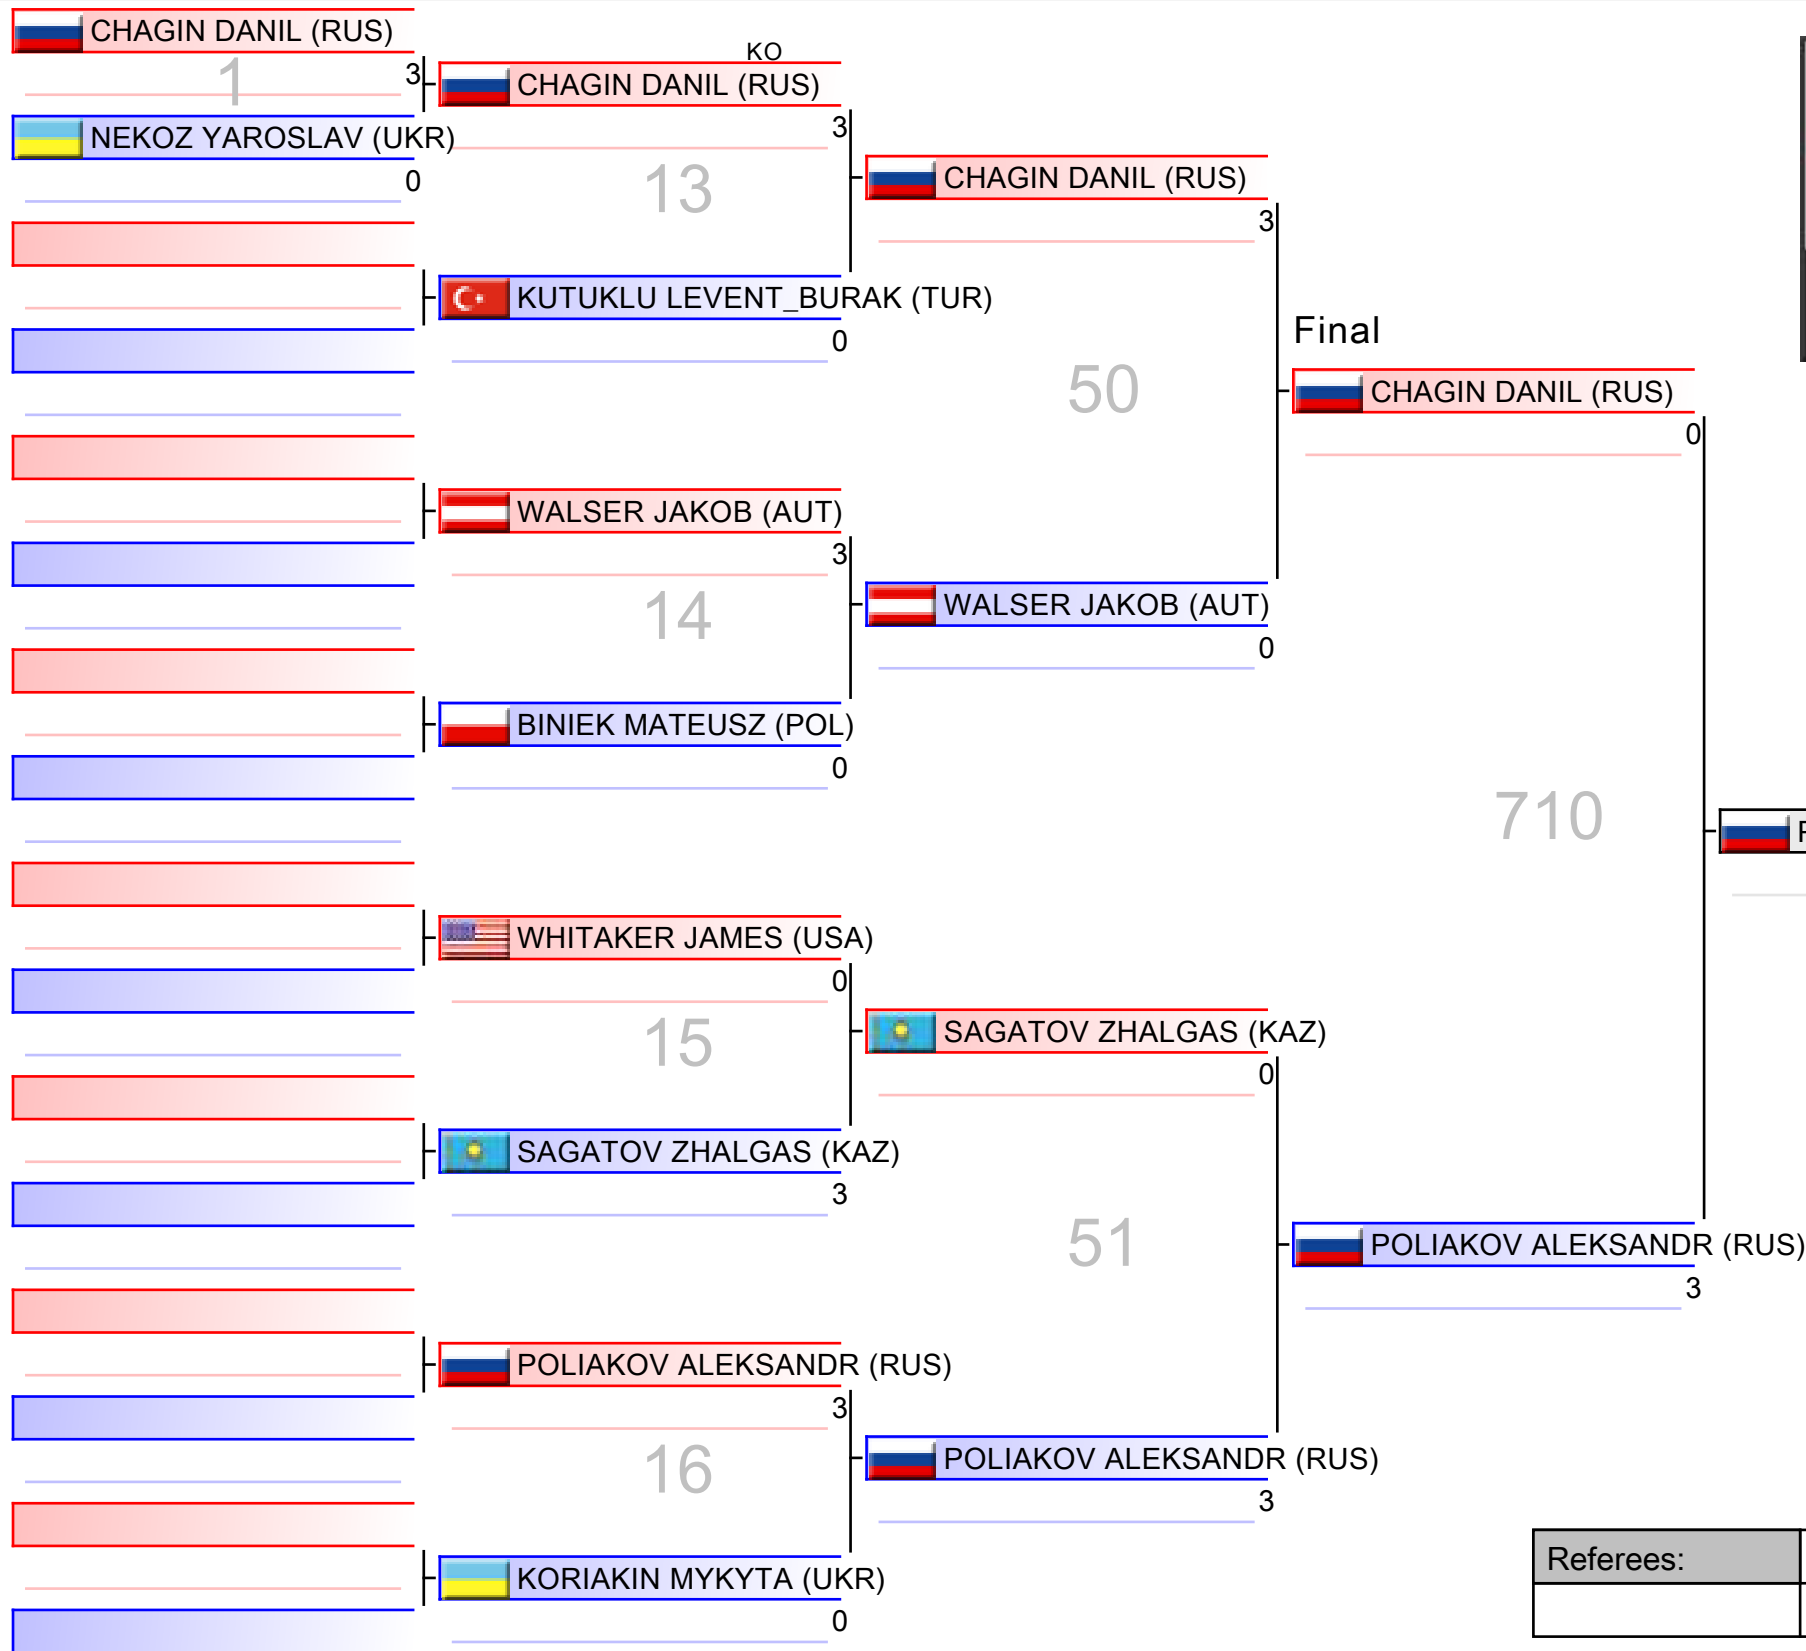 CHAGIN DANIL (RUS)
1
3
NEKOZ YAROSLAV (UKR)
0
KO
CHAGIN DANIL (RUS)
3
13
KUTUKLU LEVENT_BURAK (TUR)
0
WALSER JAKOB (AUT)
3
14
BINIEK MATEUSZ (POL)
0
WHITAKER JAMES (USA)
0
15
SAGATOV ZHALGAS (KAZ)
3
POLIAKOV ALEKSANDR (RUS)
3
16
KORIAKIN MYKYTA (UKR)
0
CHAGIN DANIL (RUS)
3
50
WALSER JAKOB (AUT)
0
SAGATOV ZHALGAS (KAZ)
0
51
POLIAKOV ALEKSANDR (RUS)
3
Final
CHAGIN DANIL (RUS)
0
710
POLIAKOV ALEKSANDR (RUS)
3
Referees: